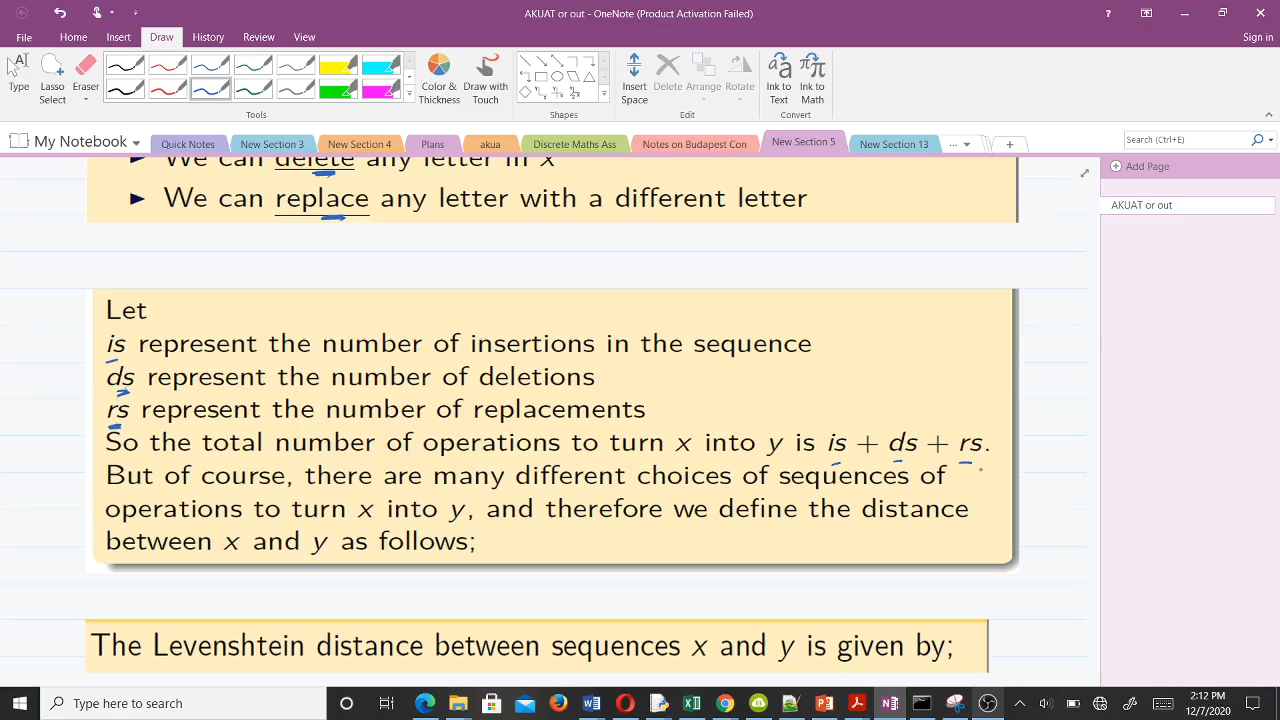 AKUAT or out - OneNote (Product Activation Failed)
File Home Insert Draw History Review View Sign in
Type Lasso Select Eraser Color & Thickness Draw with Touch Insert Space Delete Arrange Rotate Ink to Text Ink to Math
Tools Shapes Edit Convert
My Notebook Quick Notes New Section 3 New Section 4 Plans akua Discrete Maths Ass Notes on Budapest Con New Section 5 New Section 13 ... Search (Ctrl+E)
Add Page
AKUAT or out
► We can delete any letter in x
► We can replace any letter with a different letter
Let
is represent the number of insertions in the sequence
ds represent the number of deletions
rs represent the number of replacements
So the total number of operations to turn x into y is is + ds + rs.
But of course, there are many different choices of sequences of
operations to turn x into y, and therefore we define the distance
between x and y as follows;
The Levenshtein distance between sequences x and y is given by;
Type here to search
2:12 PM
12/7/2020